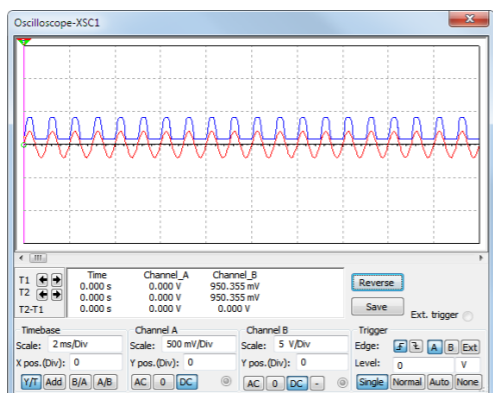 Oscilloscope-XSC1
Time Channel_A Channel_B
T1 0.000 s 0.000 V 950.355 mV
T2 0.000 s 0.000 V 950.355 mV
T2-T1 0.000 s 0.000 V 0.000 V
Reverse
Save
Ext. trigger
Timebase
Scale: 2 ms/Div
X pos.(Div): 0
Y/T Add B/A A/B
Channel A
Scale: 500 mV/Div
Y pos.(Div): 0
AC 0 DC
Channel B
Scale: 5 V/Div
Y pos.(Div): 0
AC 0 DC -
Trigger
Edge: A B Ext
Level: 0 V
Single Normal Auto None